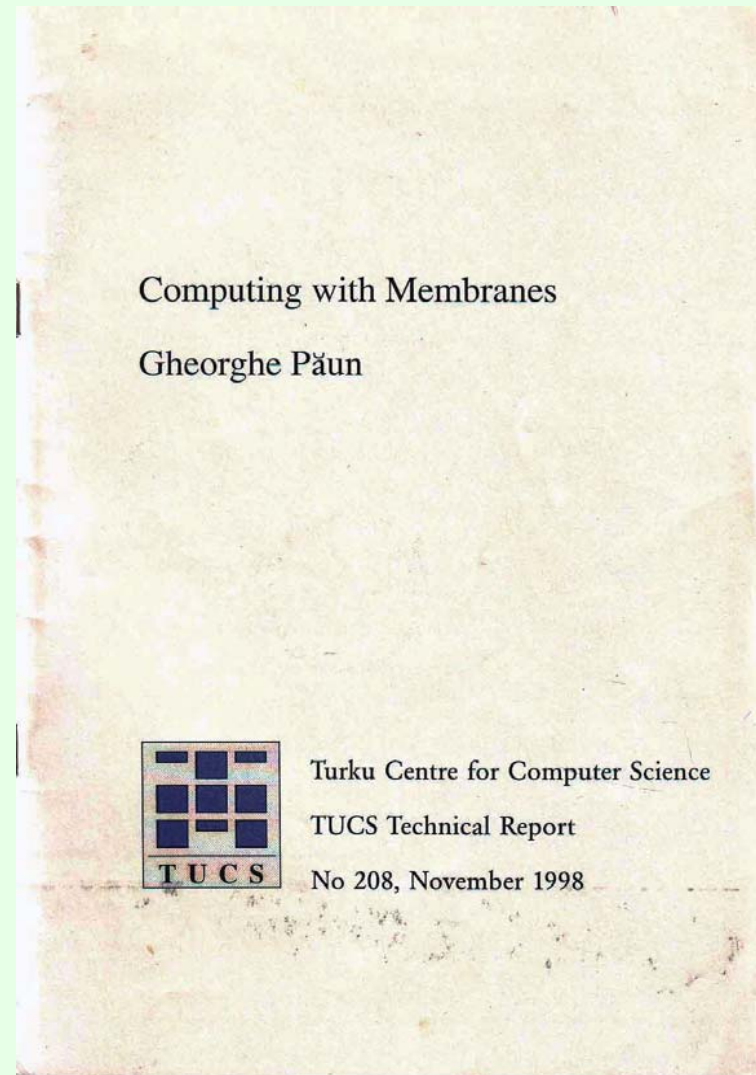 Computing with Membranes
Gheorghe Păun
TUCS
Turku Centre for Computer Science
TUCS Technical Report
No 208, November 1998